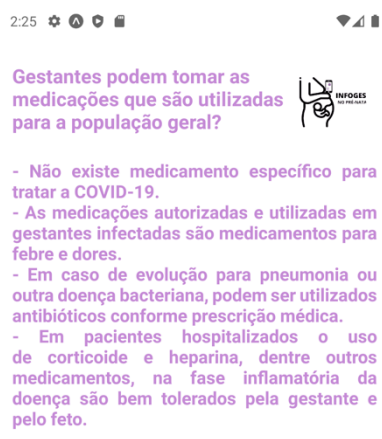 2:25
Gestantes podem tomar as
medicações que são utilizadas
para a população geral?
INFOGES
NO PRÉ-NATAL
- Não existe medicamento específico para
tratar a COVID-19.
- As medicações autorizadas e utilizadas em
gestantes infectadas são medicamentos para
febre e dores.
- Em caso de evolução para pneumonia ou
outra doença bacteriana, podem ser utilizados
antibióticos conforme prescrição médica.
- Em pacientes hospitalizados o uso
de corticoide e heparina, dentre outros
medicamentos, na fase inflamatória da
doença são bem tolerados pela gestante e
pelo feto.